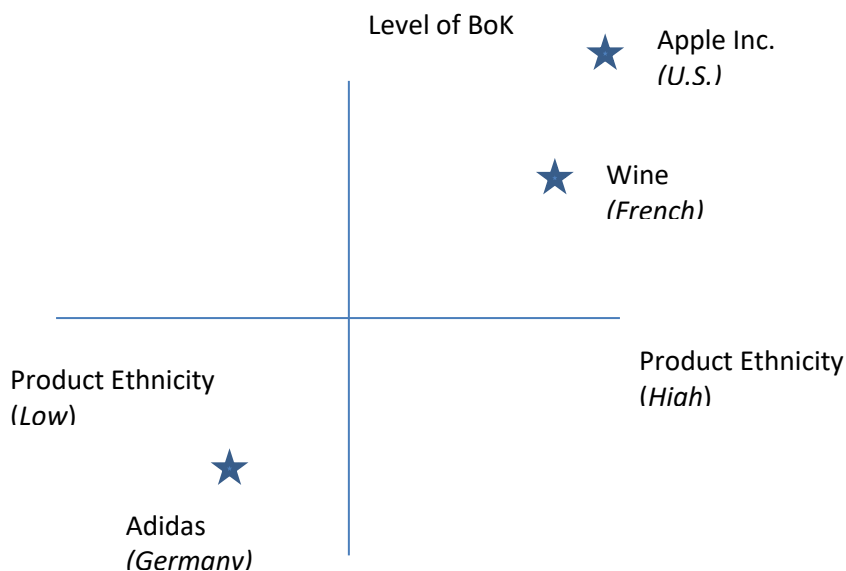 Level of BoK
Apple Inc.
(U.S.)
Wine
(French)
Product Ethnicity
(High)
Product Ethnicity
(Low)
Adidas
(Germany)